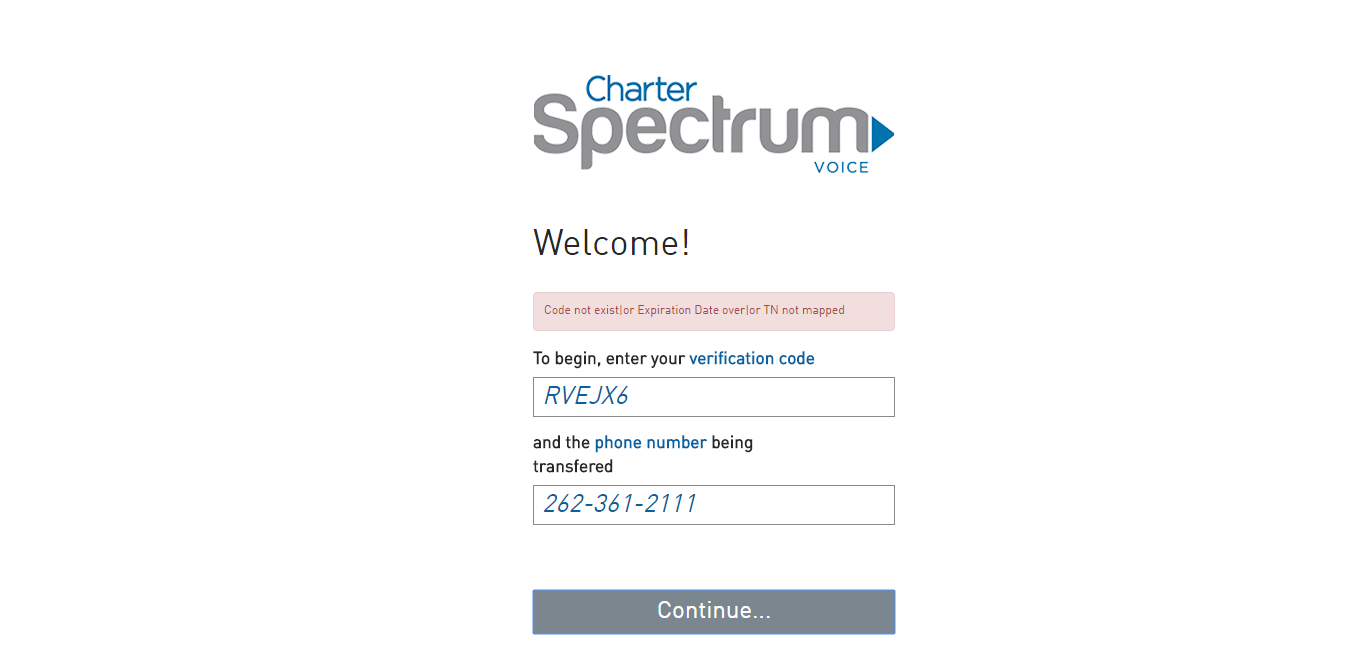 Charter
Spectrum
VOICE
Welcome!
Code not exist|or Expiration Date over|or TN not mapped
To begin, enter your verification code
RVEJX6
and the phone number being
transfered
262-361-2111
Continue...